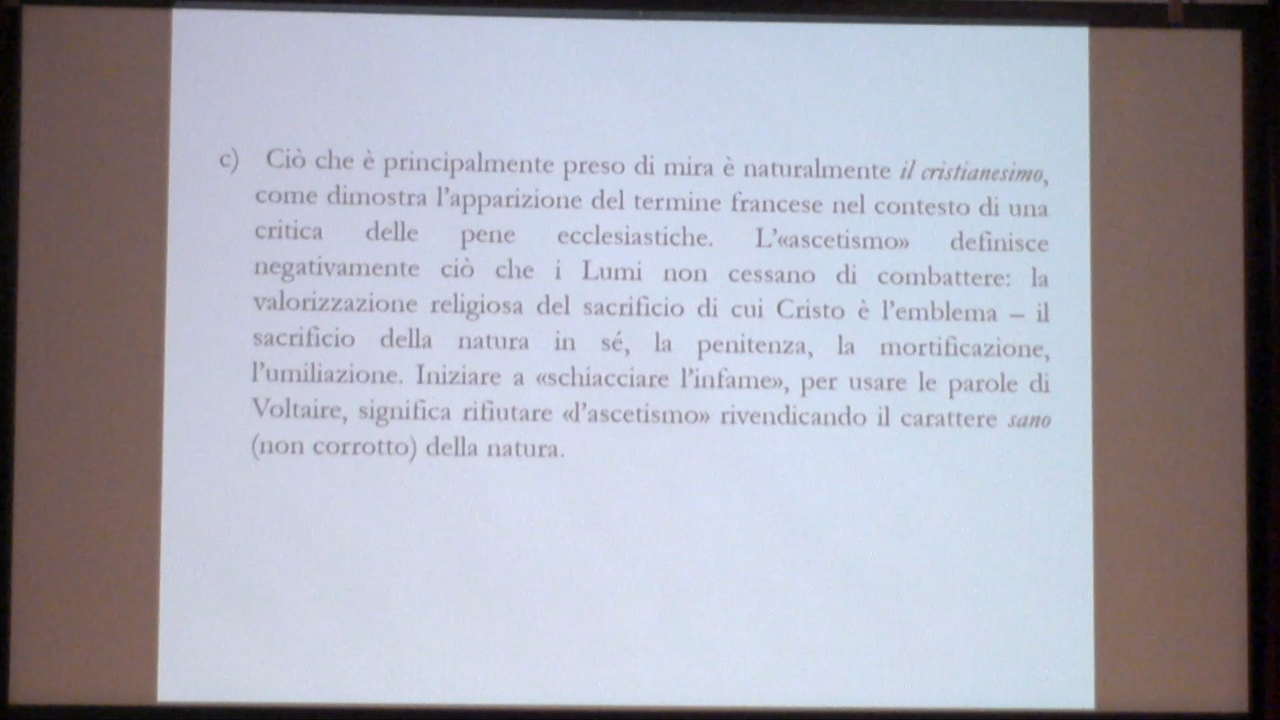 c) Ciò che è principalmente preso di mira è naturalmente il cristianesimo,
come dimostra l'apparizione del termine francese nel contesto di una
critica delle pene ecclesiastiche. L'«ascetismo» definisce
negativamente ciò che i Lumi non cessano di combattere: la
valorizzazione religiosa del sacrificio di cui Cristo è l'emblema – il
sacrificio della natura in sé, la penitenza, la mortificazione,
l'umiliazione. Iniziare a «schiacciare l'infame», per usare le parole di
Voltaire, significa rifiutare «d'ascetismo» rivendicando il carattere sano
(non corrotto) della natura.